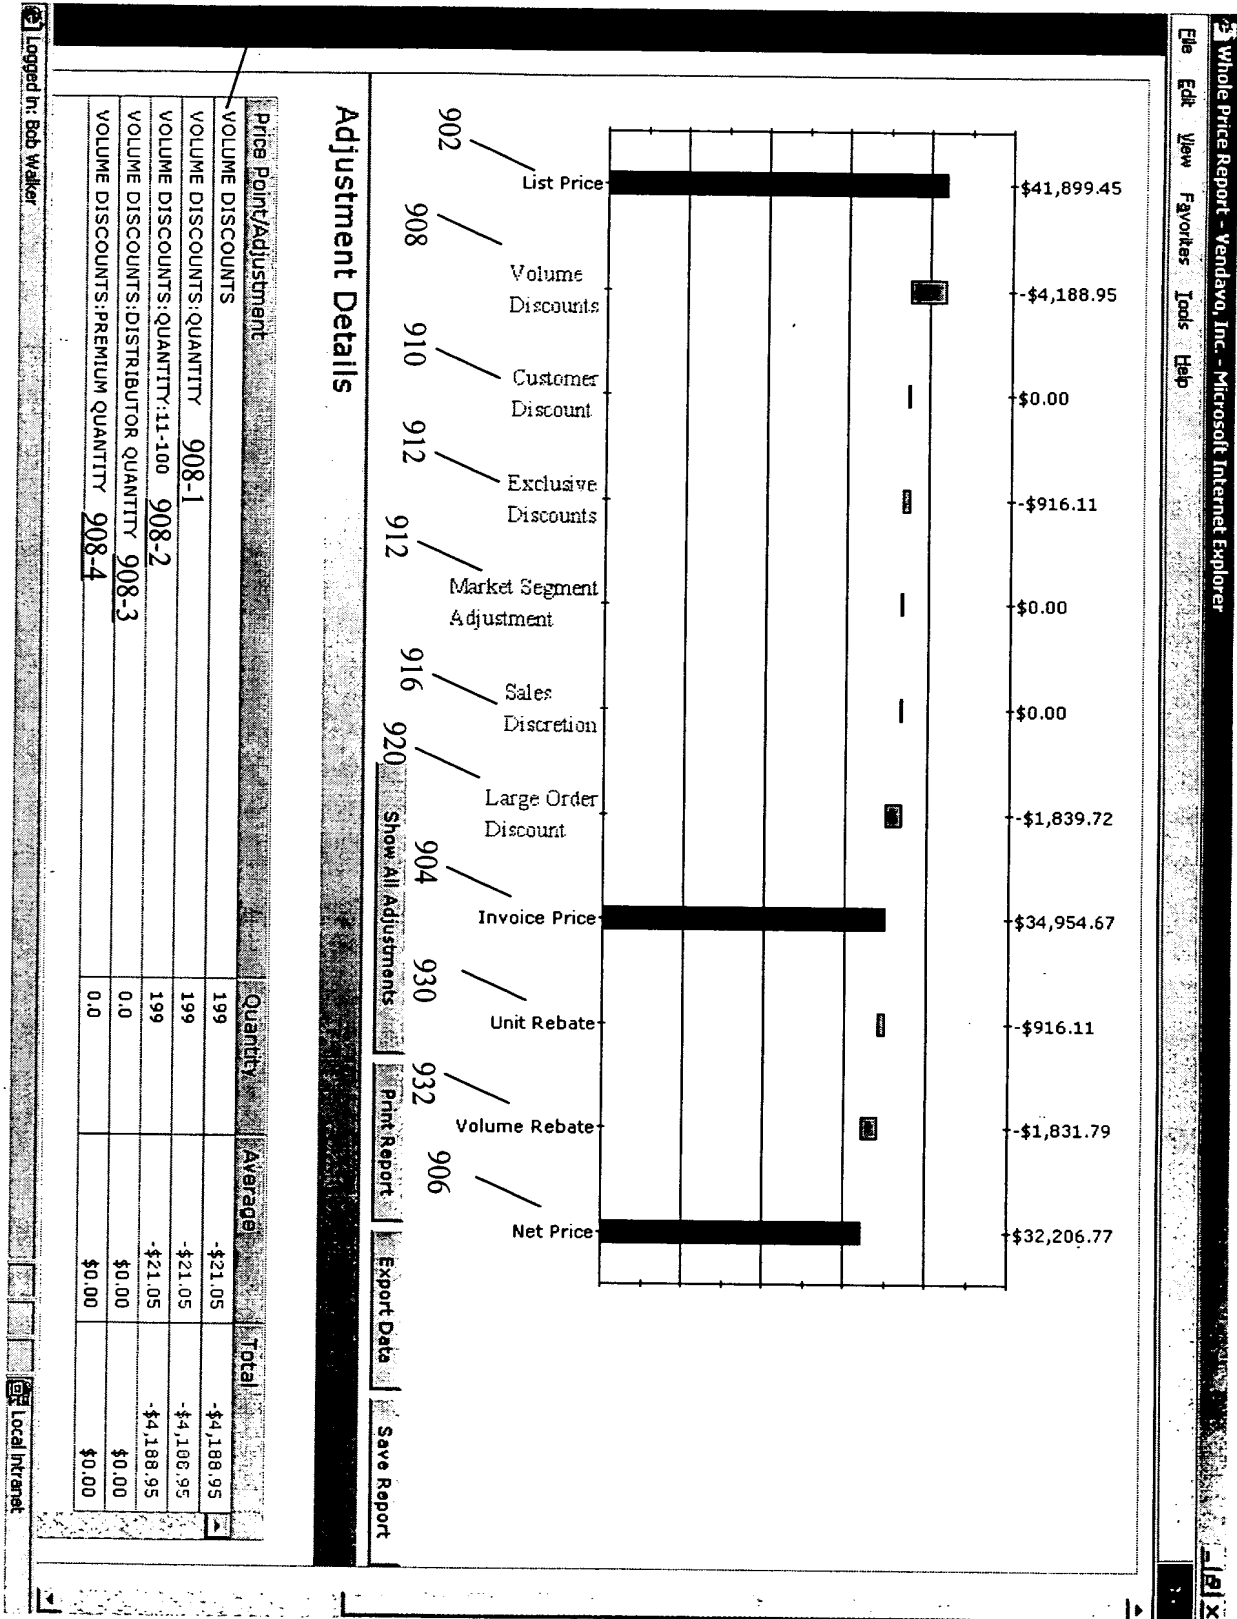 Whole Price Report - Vendavo, Inc. - Microsoft Internet Explorer
File Edit View Favorites Tools Help
$41,899.45
-$4,188.95
$0.00
-$916.11
$0.00
$0.00
-$1,839.72
$34,954.67
-$916.11
-$1,831.79
$32,206.77
List Price
Volume Discounts
Customer Discount
Exclusive Discounts
Market Segment Adjustment
Sales Discretion
Large Order Discount
Invoice Price
Unit Rebate
Volume Rebate
Net Price
902
908
910
912
912
916
920
904
930
932
906
Show All Adjustments
Print Report
Export Data
Save Report
Adjustment Details
Price Point/Adjustment Quantity Average Total
VOLUME DISCOUNTS 199 -$21.05 -$4,188.95
VOLUME DISCOUNTS:QUANTITY 908-1 199 -$21.05 -$4,188.95
VOLUME DISCOUNTS:QUANTITY:11-100 908-2 199 -$21.05 -$4,188.95
VOLUME DISCOUNTS:DISTRIBUTOR QUANTITY 908-3 0.0 $0.00 $0.00
VOLUME DISCOUNTS:PREMIUM QUANTITY 908-4 0.0 $0.00 $0.00
Logged in: Bob Walker
Local intranet